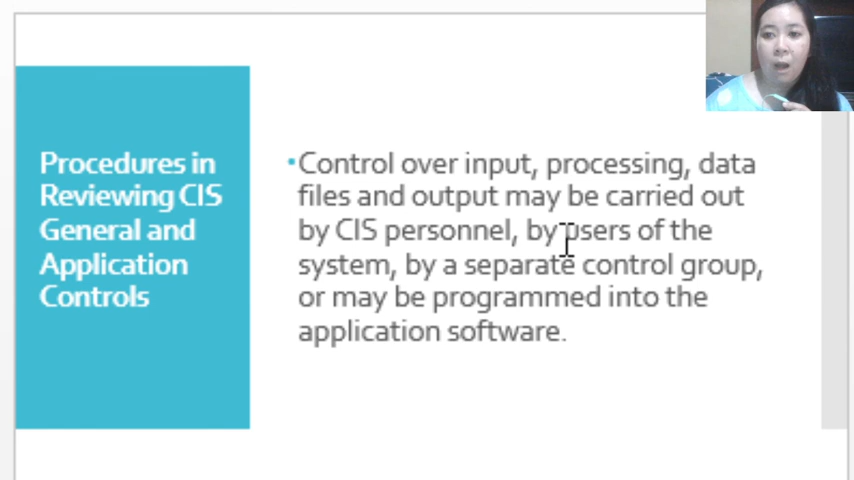 Procedures in
Reviewing CIS
General and
Application
Controls
•Control over input, processing, data
files and output may be carried out
by CIS personnel, by users of the
system, by a separate control group,
or may be programmed into the
application software.